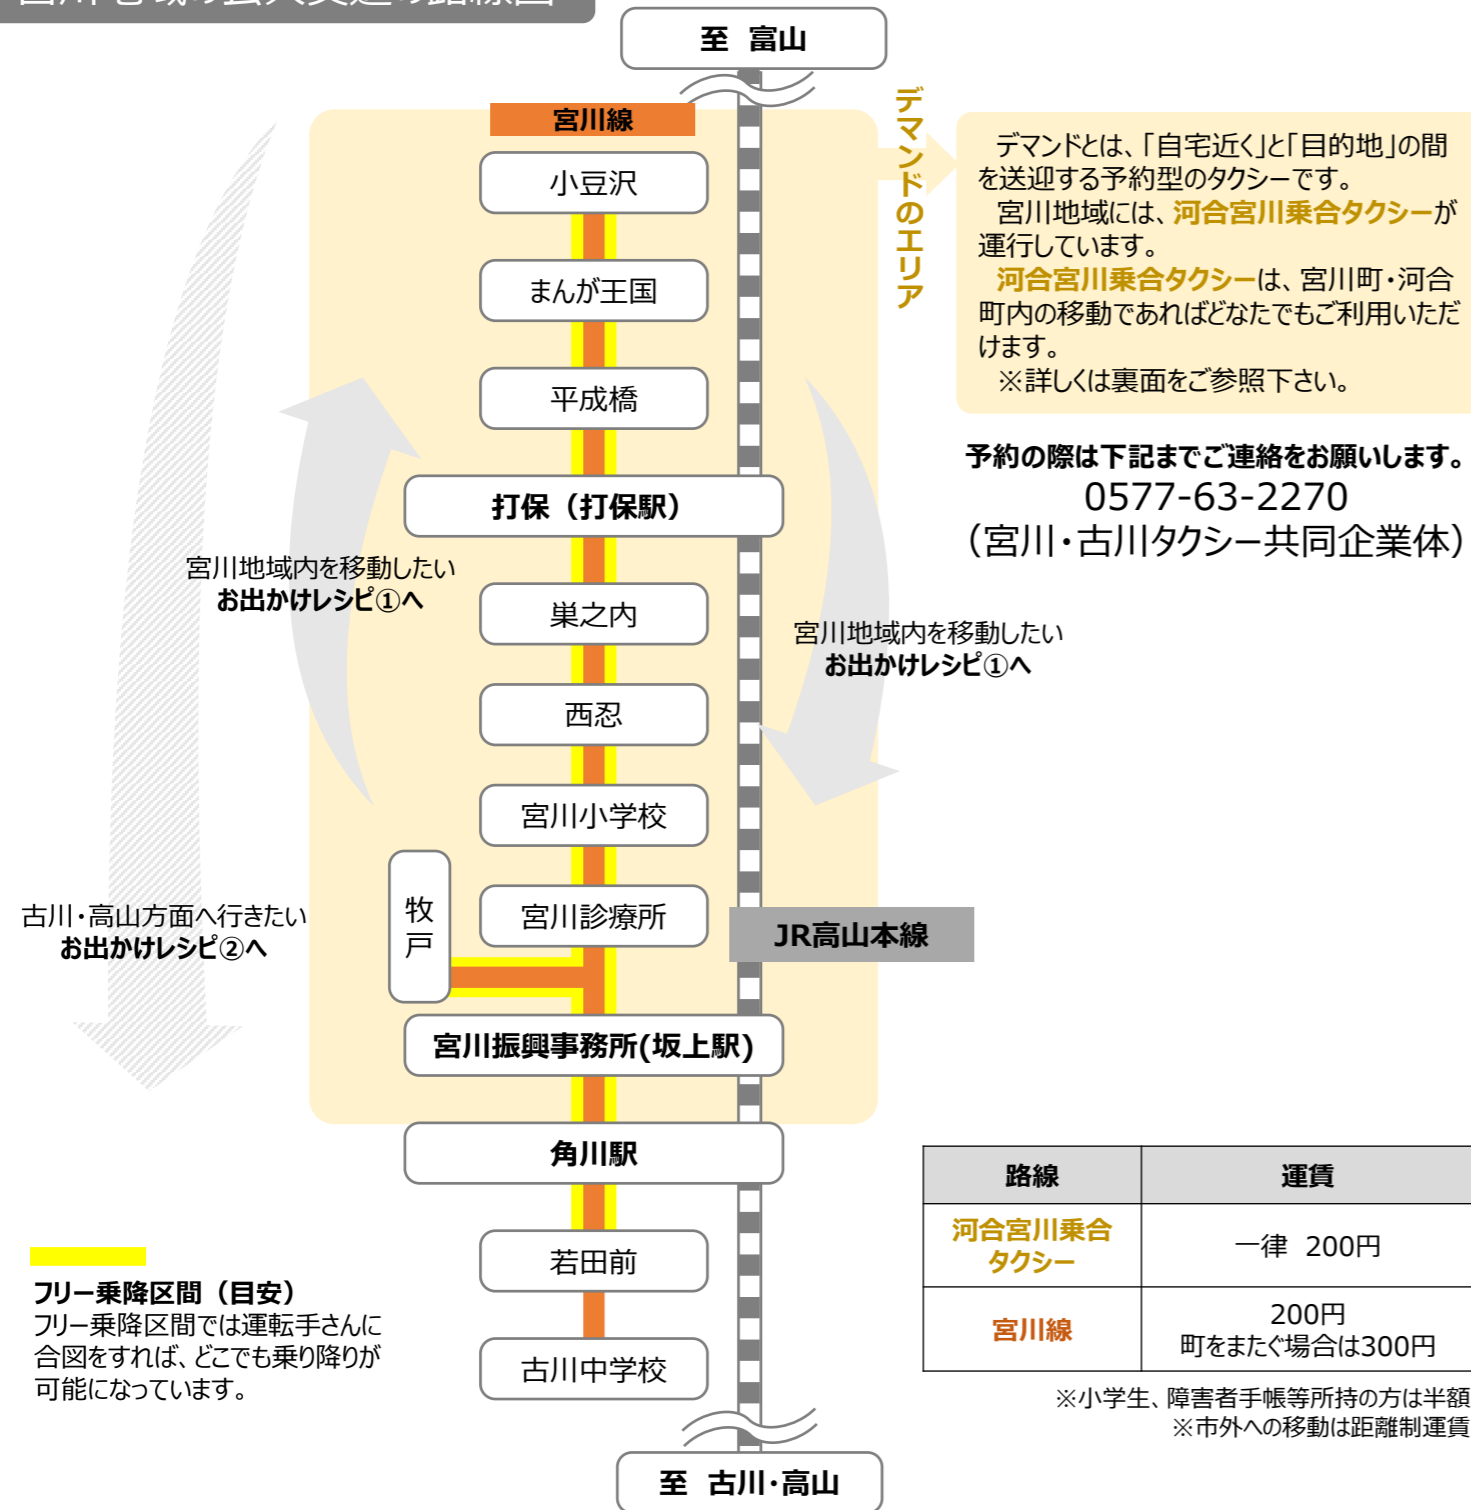 至 富山
宮川線
小豆沢
まんが王国
平成橋
打保（打保駅）
巣之内
西忍
宮川小学校
宮川診療所
牧戸
宮川振興事務所(坂上駅)
角川駅
若田前
古川中学校
至 古川・高山
JR高山本線
デマンドのエリア
デマンドとは、「自宅近く」と「目的地」の間
を送迎する予約型のタクシーです。
宮川地域には、河合宮川乗合タクシーが
運行しています。
河合宮川乗合タクシーは、宮川町・河合
町内の移動であればどなたでもご利用いただ
けます。
※詳しくは裏面をご参照下さい。
予約の際は下記までご連絡をお願いします。
0577-63-2270
（宮川・古川タクシー共同企業体）
宮川地域内を移動したい
お出かけレシピ①へ
宮川地域内を移動したい
お出かけレシピ①へ
古川・高山方面へ行きたい
お出かけレシピ②へ
フリー乗降区間（目安）
フリー乗降区間では運転手さんに
合図をすれば、どこでも乗り降りが
可能になっています。
路線 運賃
河合宮川乗合
タクシー
一律 200円
宮川線
200円
町をまたぐ場合は300円
※小学生、障害者手帳等所持の方は半額
※市外への移動は距離制運賃